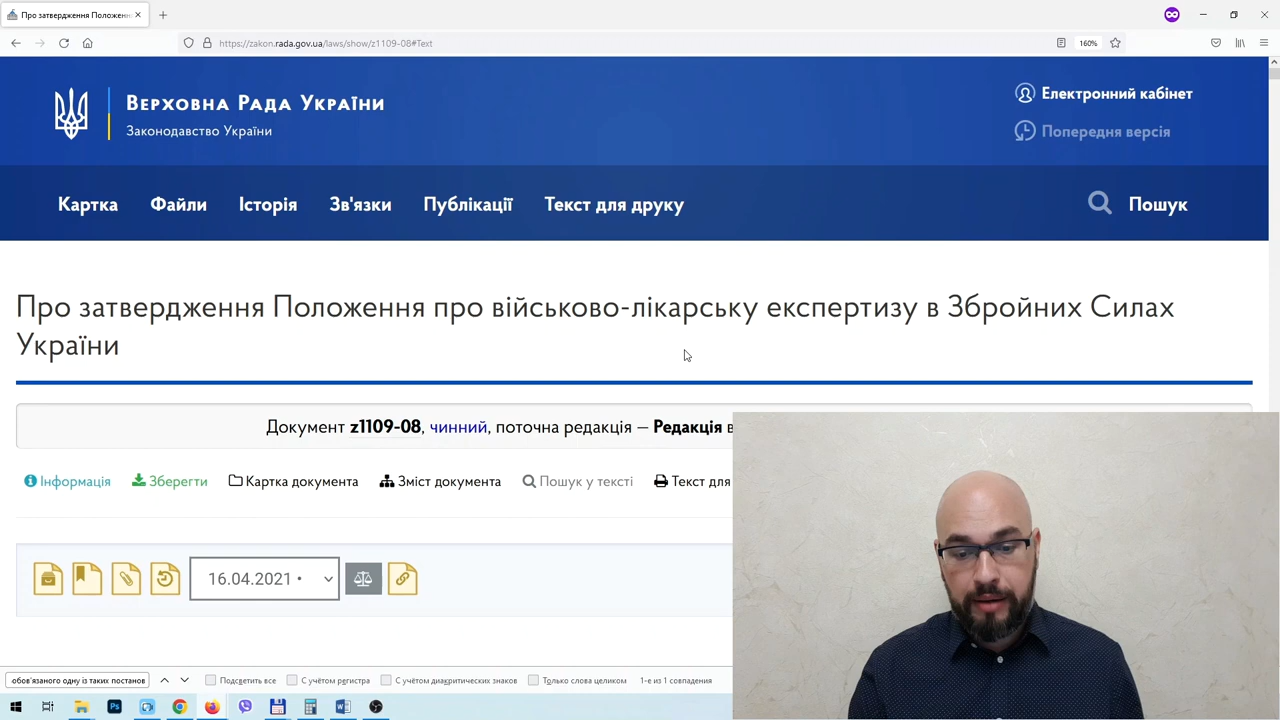 Про затвердження Положенн
https://zakon.rada.gov.ua/laws/show/z1109-08#Text
160%
Верховна Рада України
Законодавство України
Електронний кабінет
Попередня версія
Картка Файли Історія Зв'язки Публікації Текст для друку Пошук
Про затвердження Положення про військово-лікарську експертизу в Збройних Силах
України
Документ z1109-08, чинний, поточна редакція — Редакція в
Інформація Зберегти Картка документа Зміст документа Пошук у тексті Текст для
16.04.2021 •
обов'язаного одну із таких постанов Подсветить все С учётом регистра С учётом диакритических знаков Только слова целиком 1-е из 1 совпадения